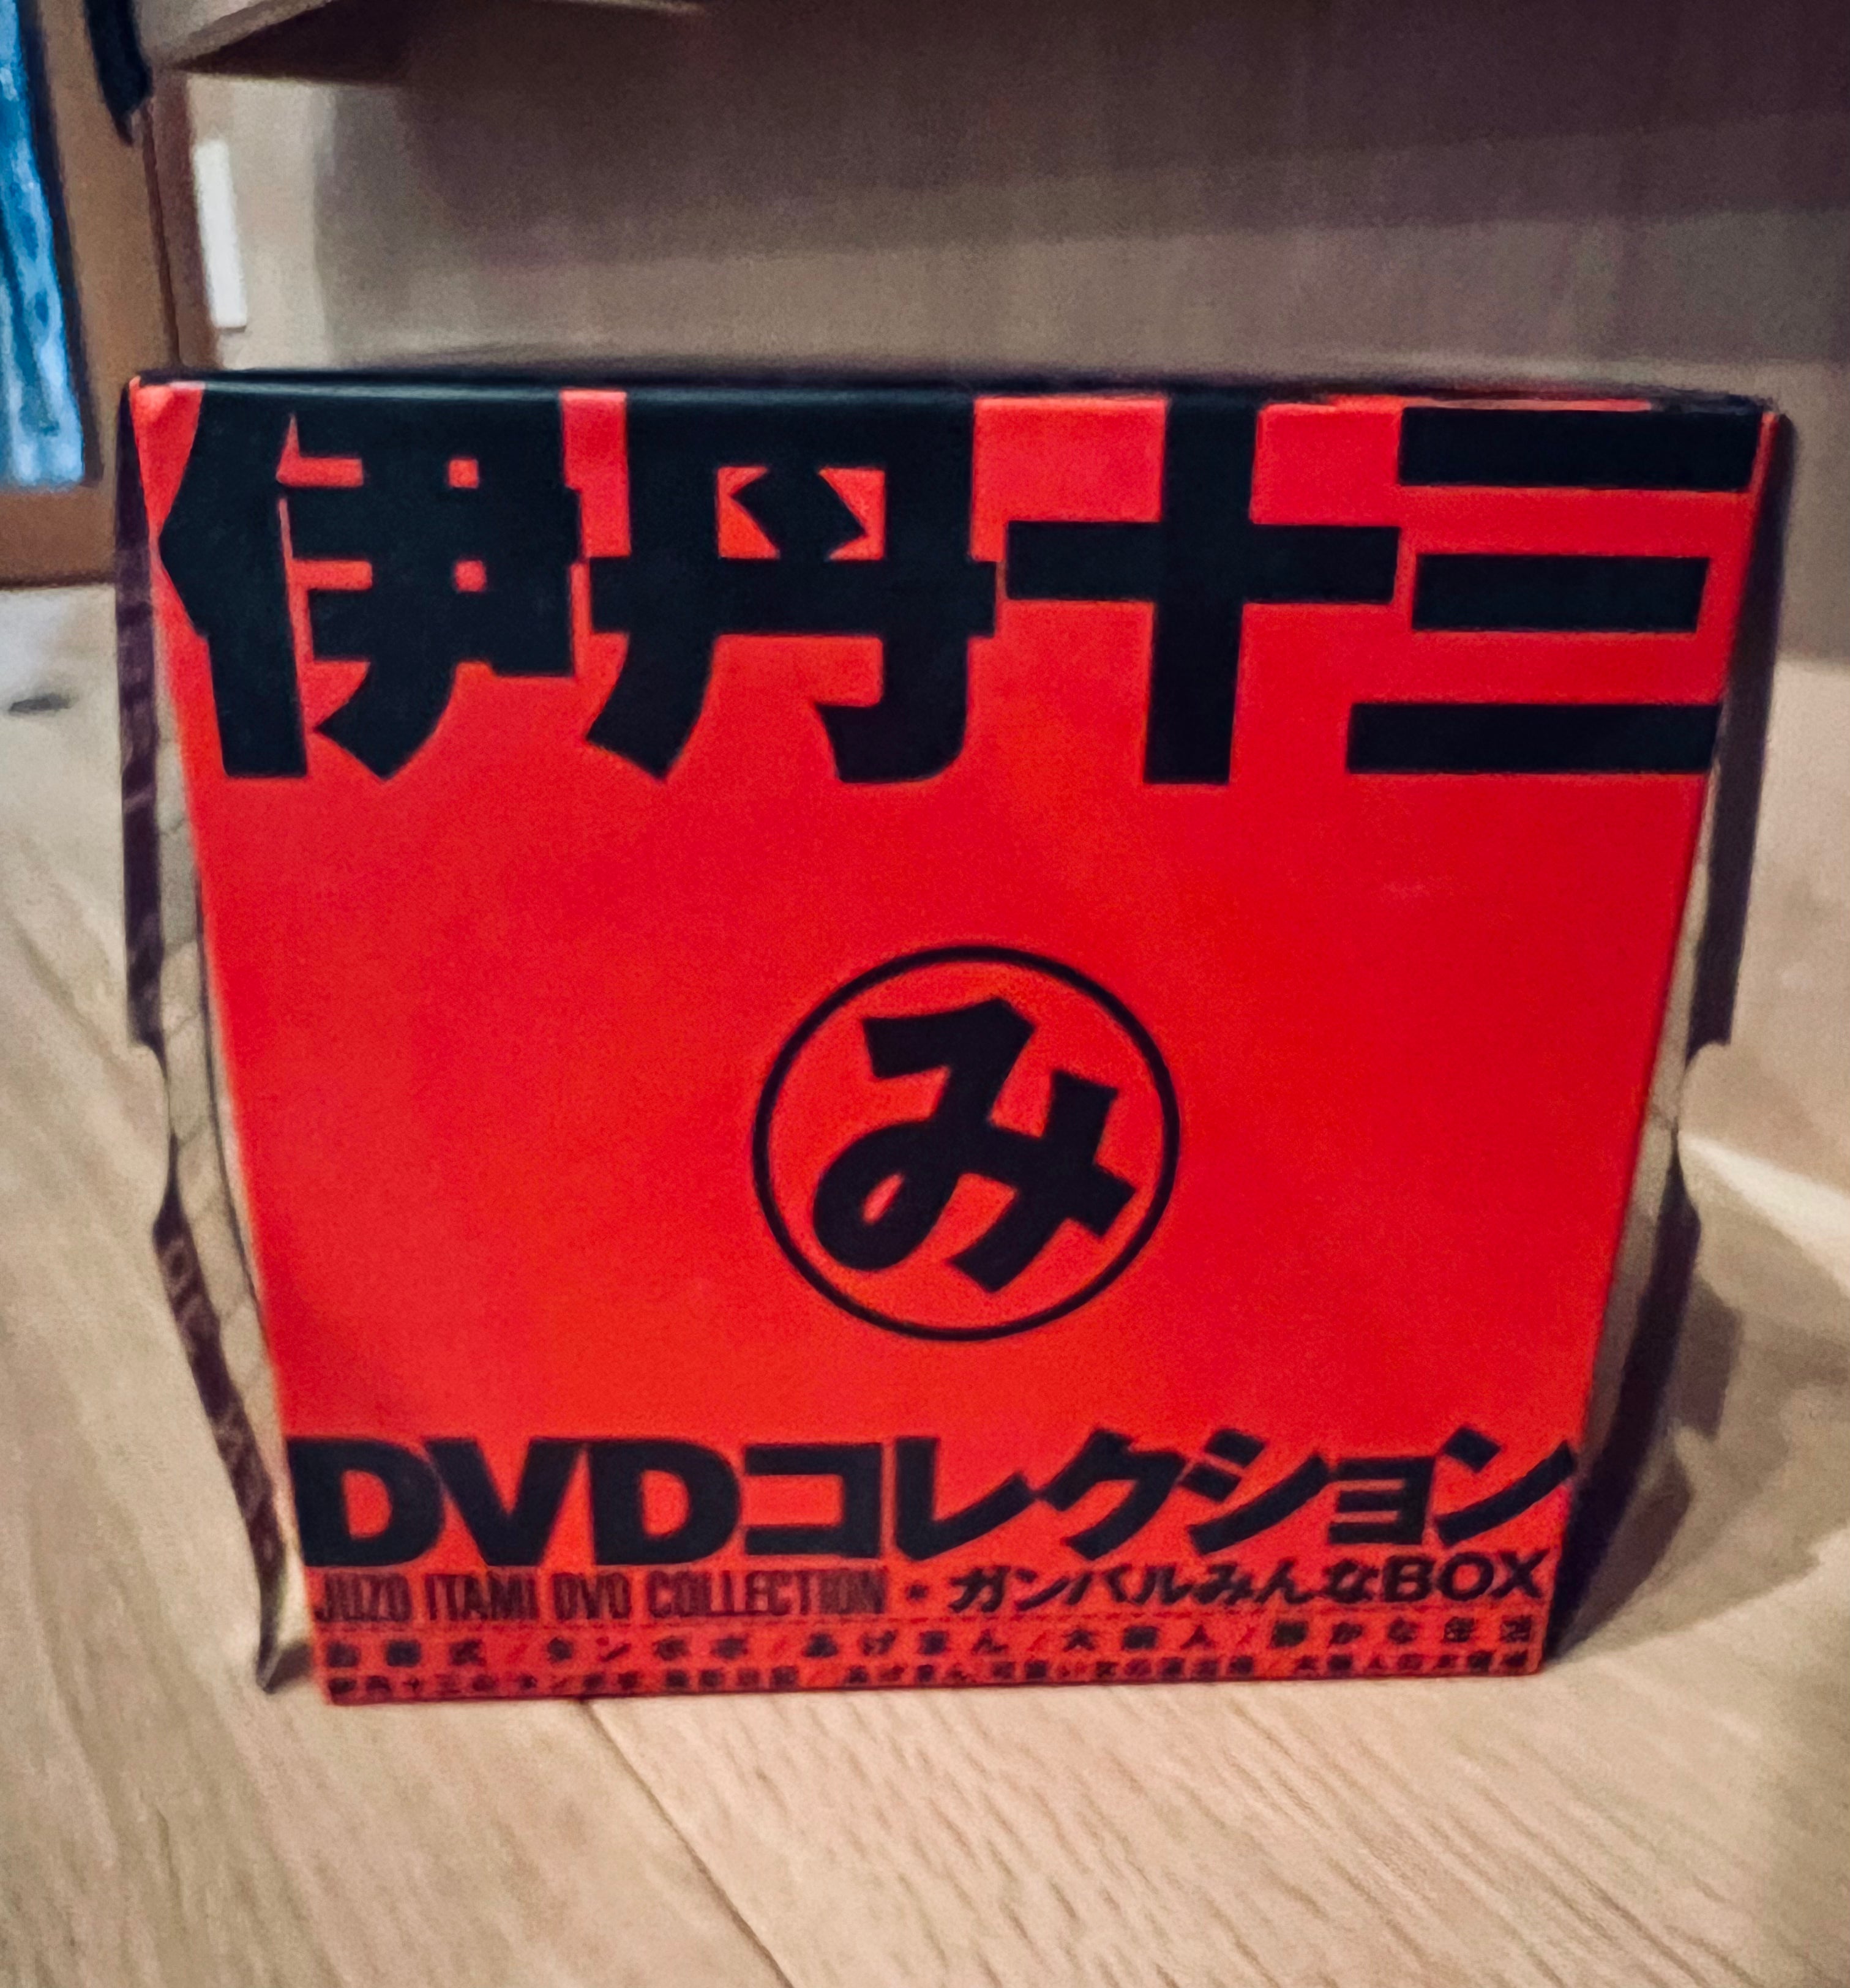 伊丹十三
み
DVDコレクション
JUZO ITAMI DVD COLLECTION • ガンバルみんなBOX
お葬式/タンポポ/あげまん/大病人/静かな生活